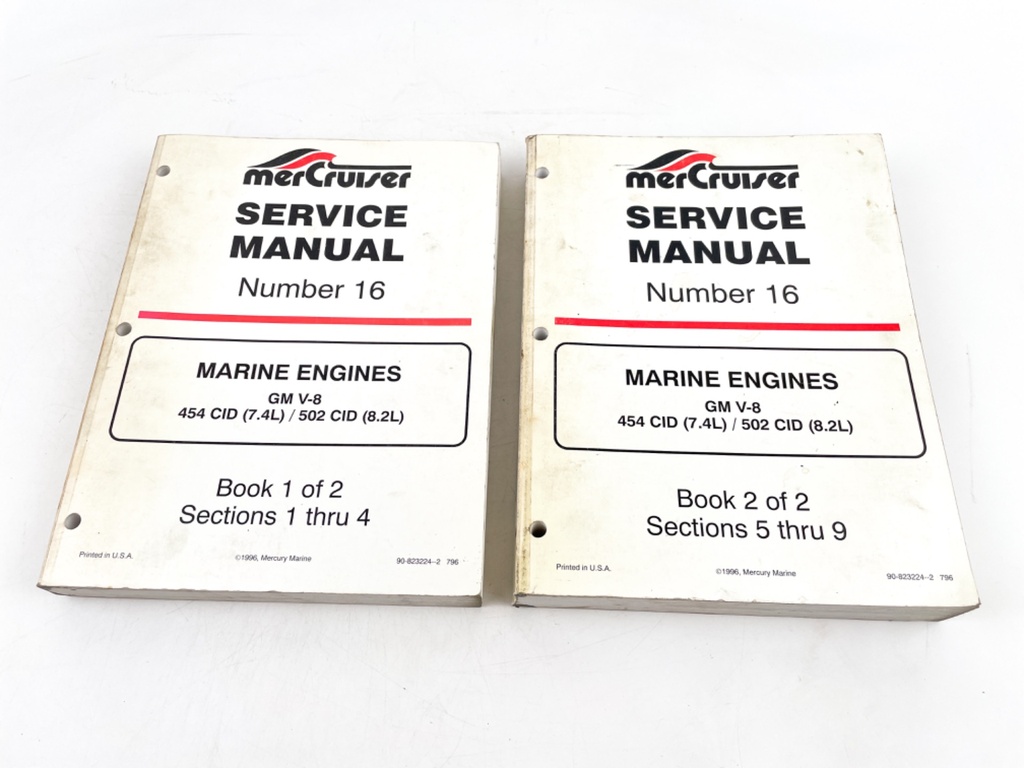 merCruiser
SERVICE
MANUAL
Number 16
MARINE ENGINES
GM V-8
454 CID (7.4L) / 502 CID (8.2L)
Book 1 of 2
Sections 1 thru 4
Printed in U.S.A.
©1996, Mercury Marine
90-823224--2 796
merCruiser
SERVICE
MANUAL
Number 16
MARINE ENGINES
GM V-8
454 CID (7.4L) / 502 CID (8.2L)
Book 2 of 2
Sections 5 thru 9
Printed in U.S.A.
©1996, Mercury Marine
90-823224--2 796